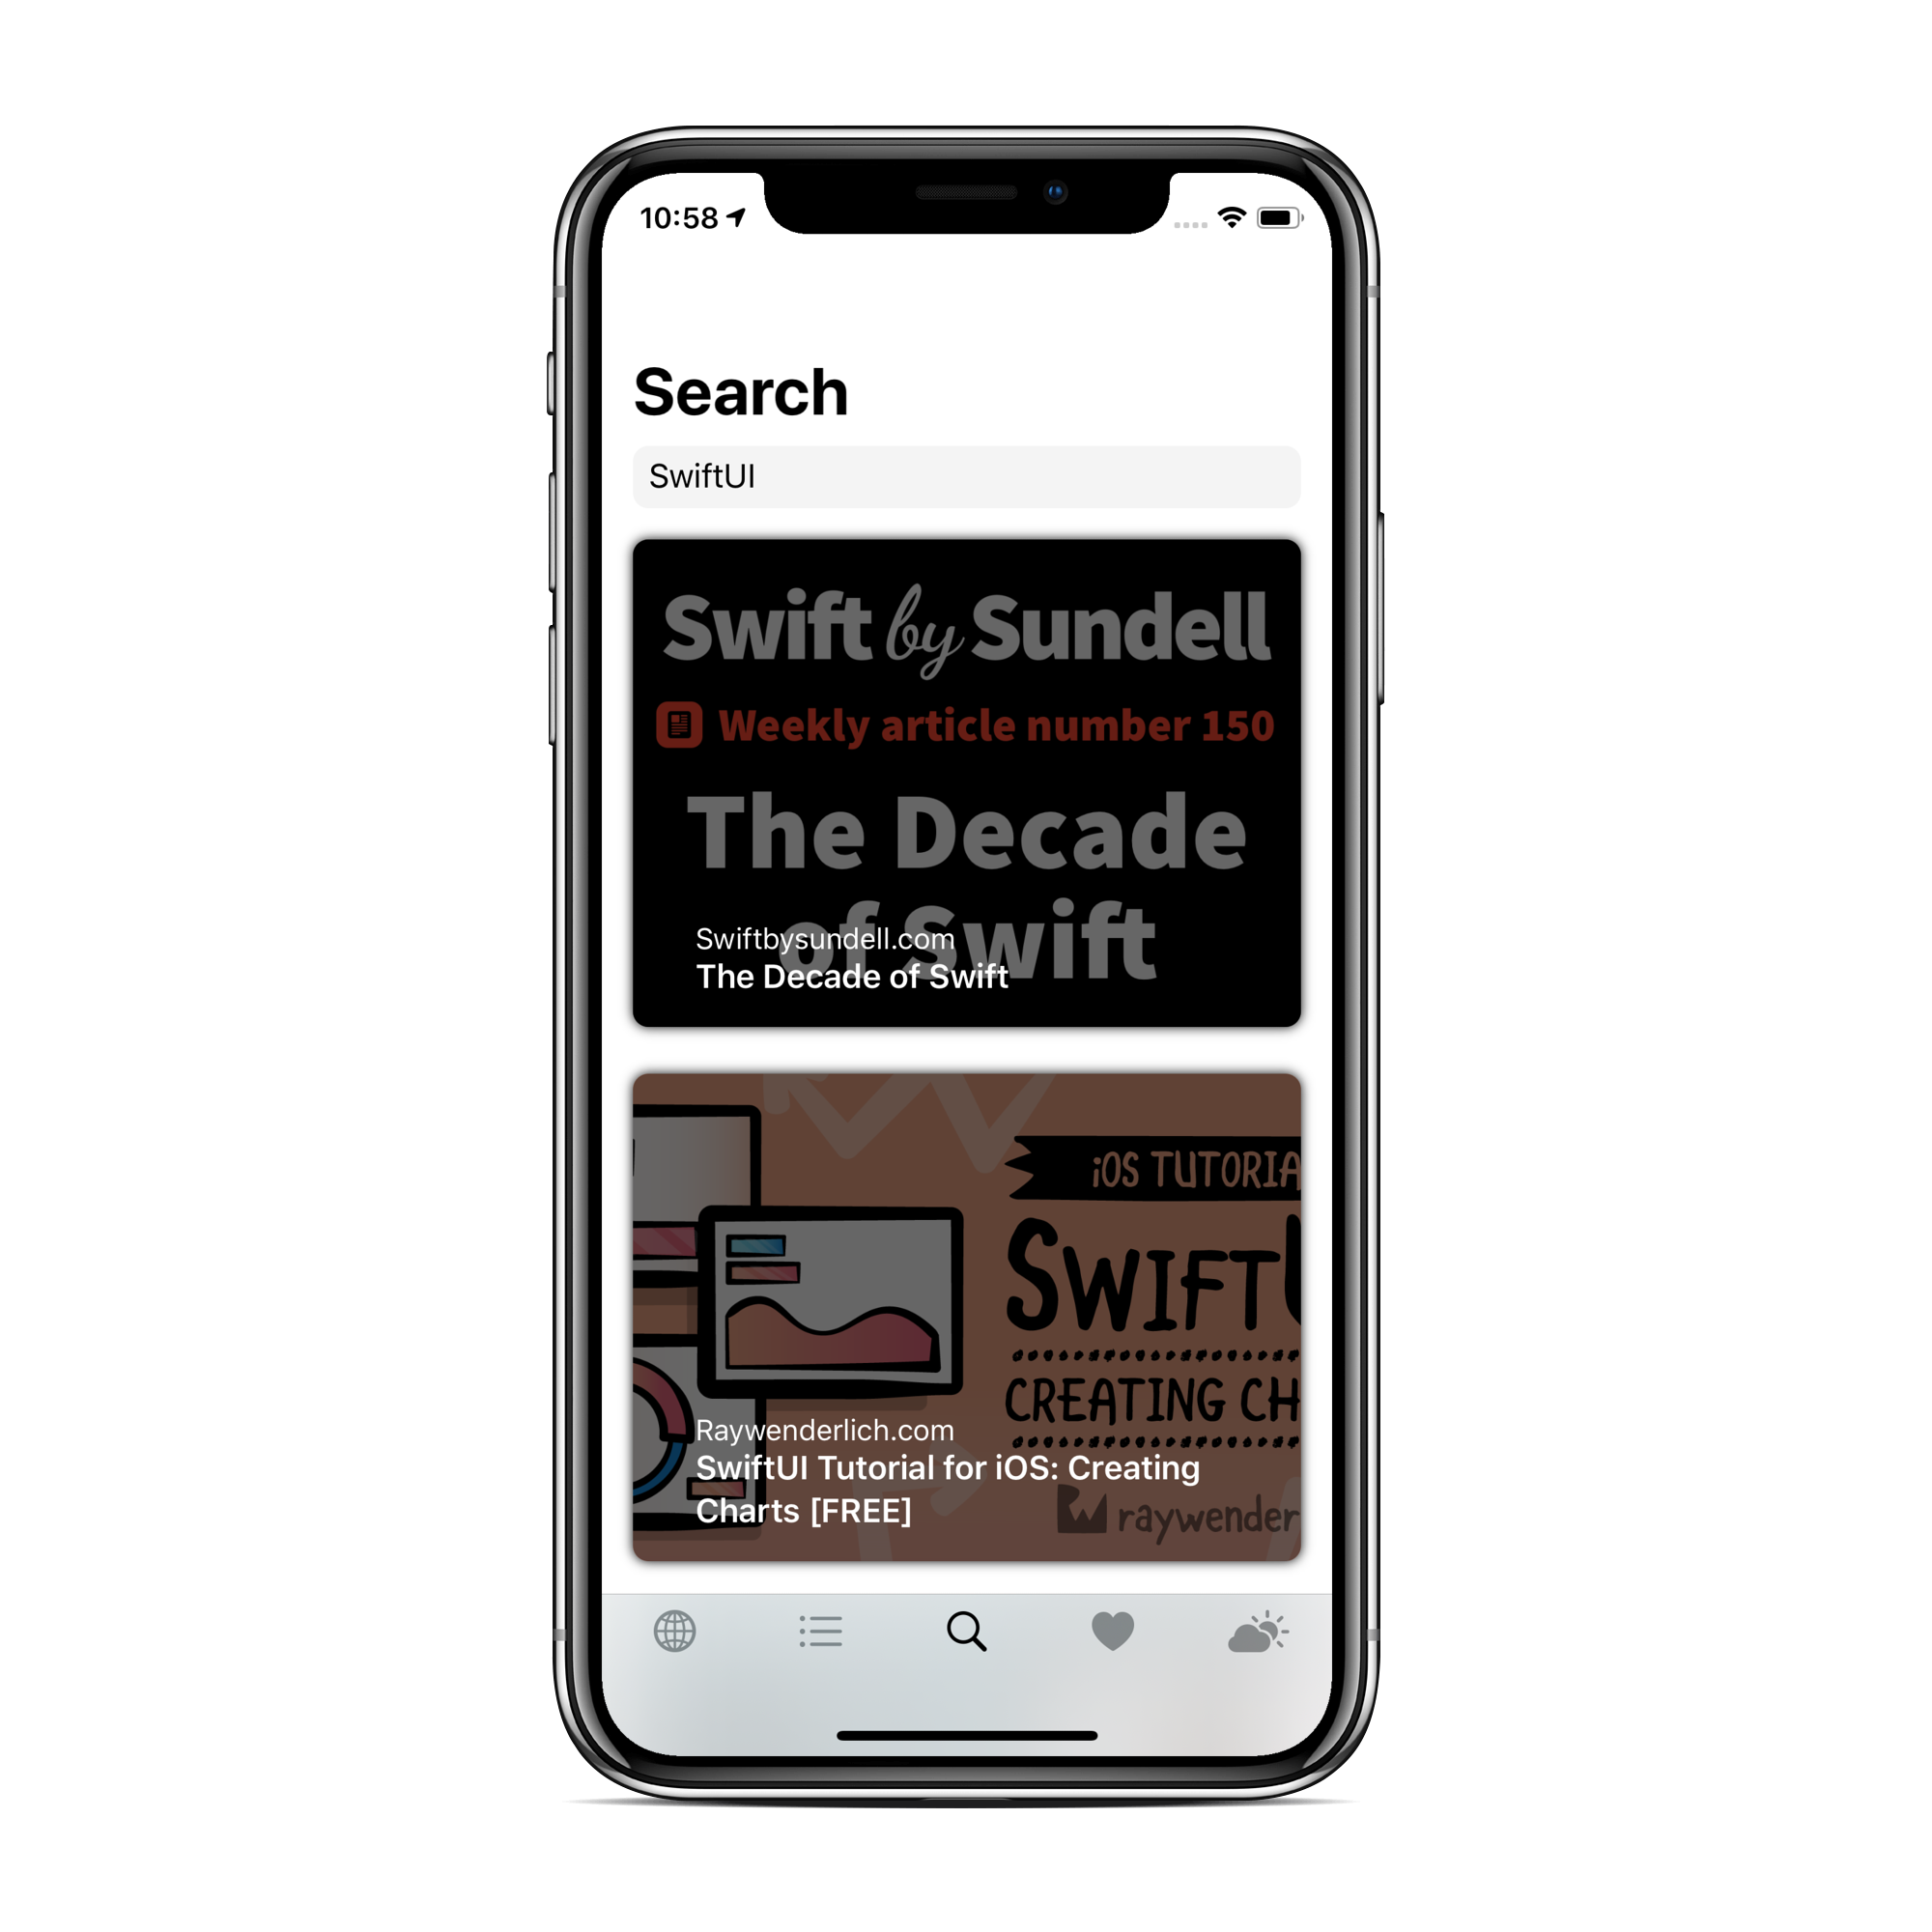 10:58
Search
SwiftUI
Swift by Sundell
Weekly article number 150
The Decade
of Swift
Swiftbysundell.com
The Decade of Swift
iOS TUTORIA
SWIFTU
CREATING CH
Raywenderlich.com
SwiftUI Tutorial for iOS: Creating
Charts [FREE]
raywender